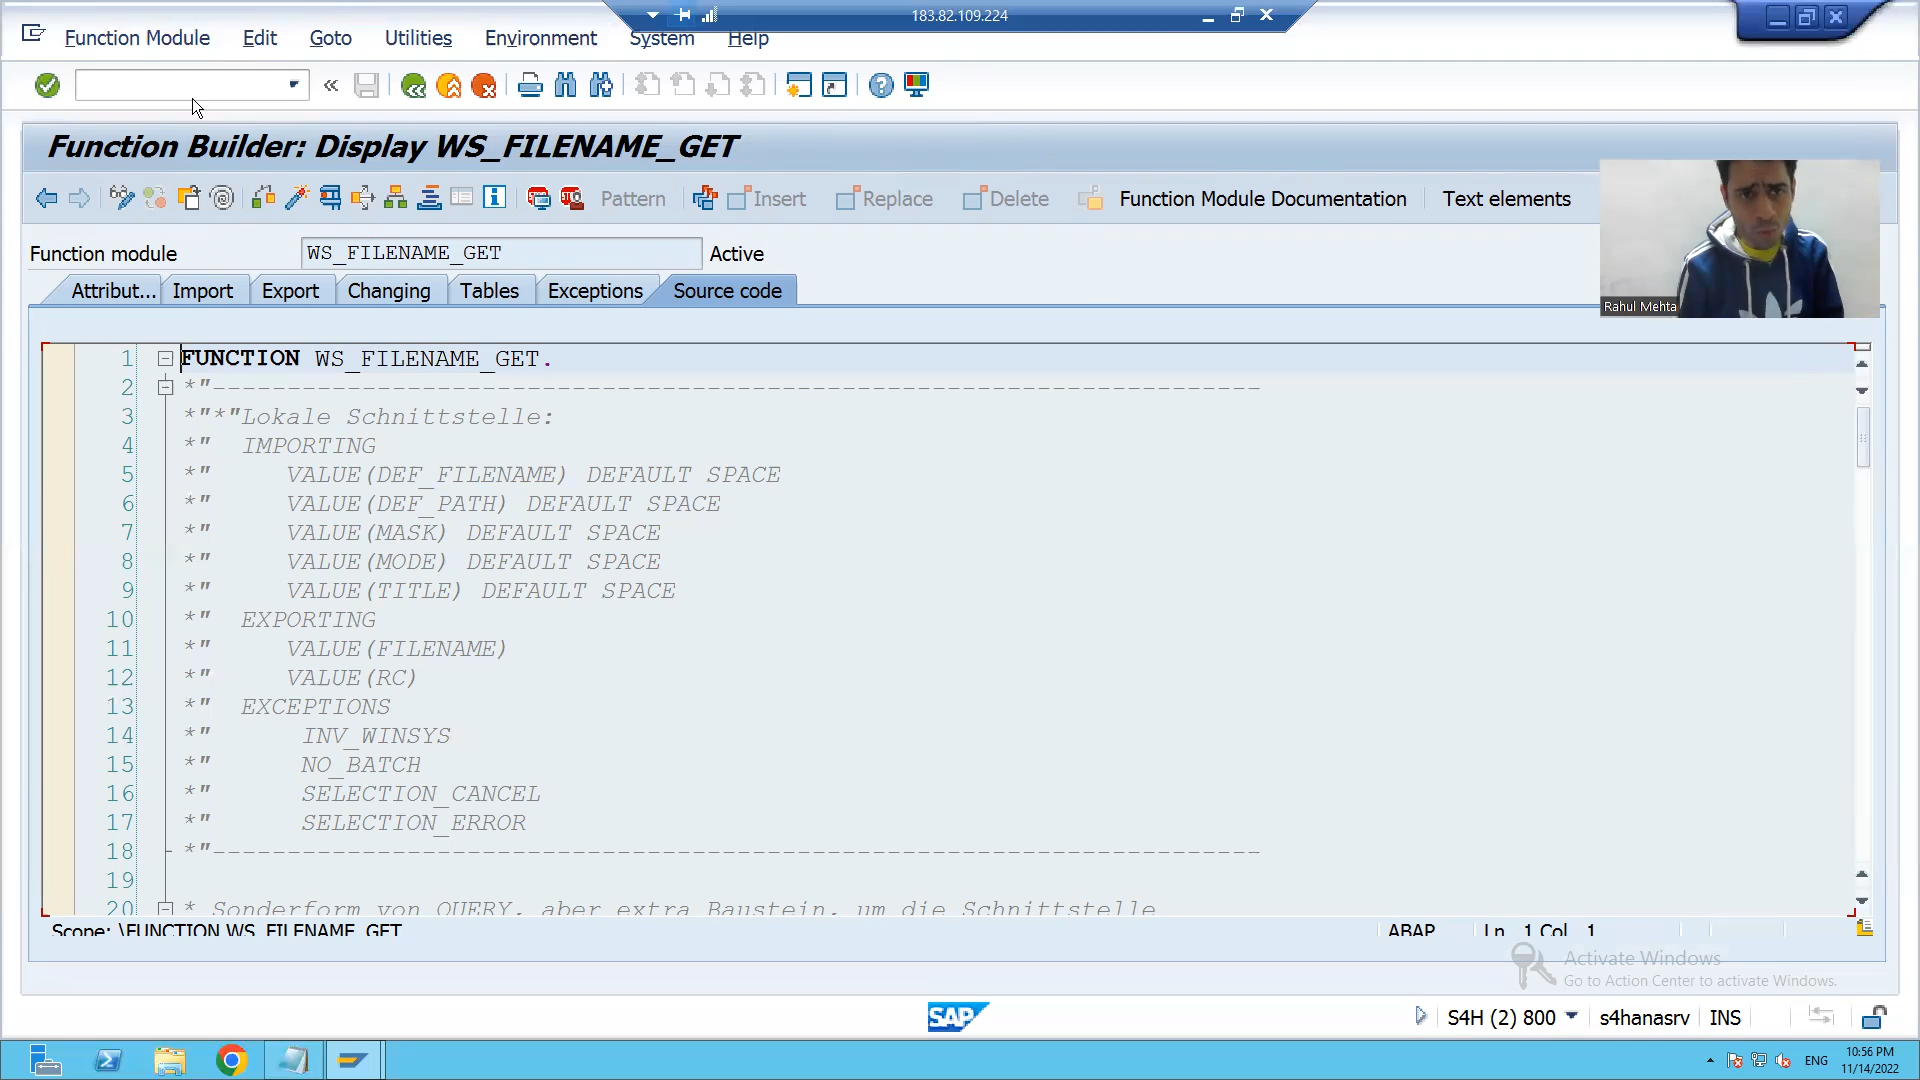 183.82.109.224
Function Module Edit Goto Utilities Environment System Help
Function Builder: Display WS_FILENAME_GET
Pattern Insert Replace Delete Function Module Documentation Text elements
Function module WS_FILENAME_GET Active
Attribut... Import Export Changing Tables Exceptions Source code
Rahul Mehta
1 FUNCTION WS_FILENAME_GET.
2 *"----------------------------------------------------------------------
3 *"*"Lokale Schnittstelle:
4 *" IMPORTING
5 *" VALUE(DEF_FILENAME) DEFAULT SPACE
6 *" VALUE(DEF_PATH) DEFAULT SPACE
7 *" VALUE(MASK) DEFAULT SPACE
8 *" VALUE(MODE) DEFAULT SPACE
9 *" VALUE(TITLE) DEFAULT SPACE
10 *" EXPORTING
11 *" VALUE(FILENAME)
12 *" VALUE(RC)
13 *" EXCEPTIONS
14 *" INV_WINSYS
15 *" NO_BATCH
16 *" SELECTION_CANCEL
17 *" SELECTION_ERROR
18 *"----------------------------------------------------------------------
19
20 * Sonderform von QUERY, aber extra Baustein, um die Schnittstelle
Scope: \FUNCTION WS_FILENAME_GET ABAP Ln 1 Col 1
Activate Windows
Go to Action Center to activate Windows.
SAP S4H (2) 800 s4hanasrv INS
ENG 10:56 PM
11/14/2022